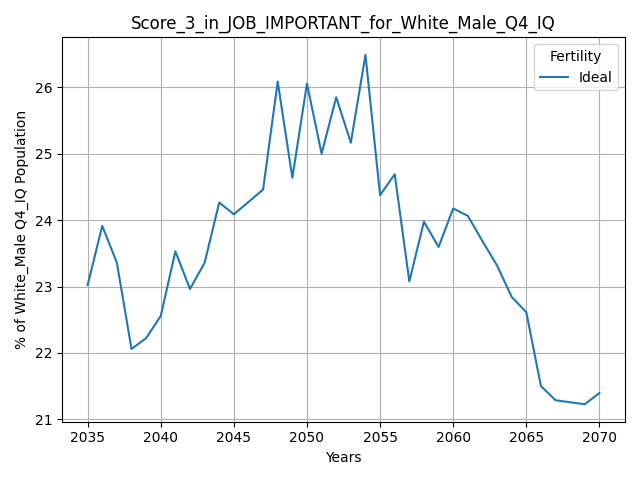 Score_3_in_JOB_IMPORTANT_for_White_Male_Q4_IQ
Fertility
Ideal
% of White_Male Q4_IQ Population
26
25
24
23
22
21
2035 2040 2045 2050 2055 2060 2065 2070
Years